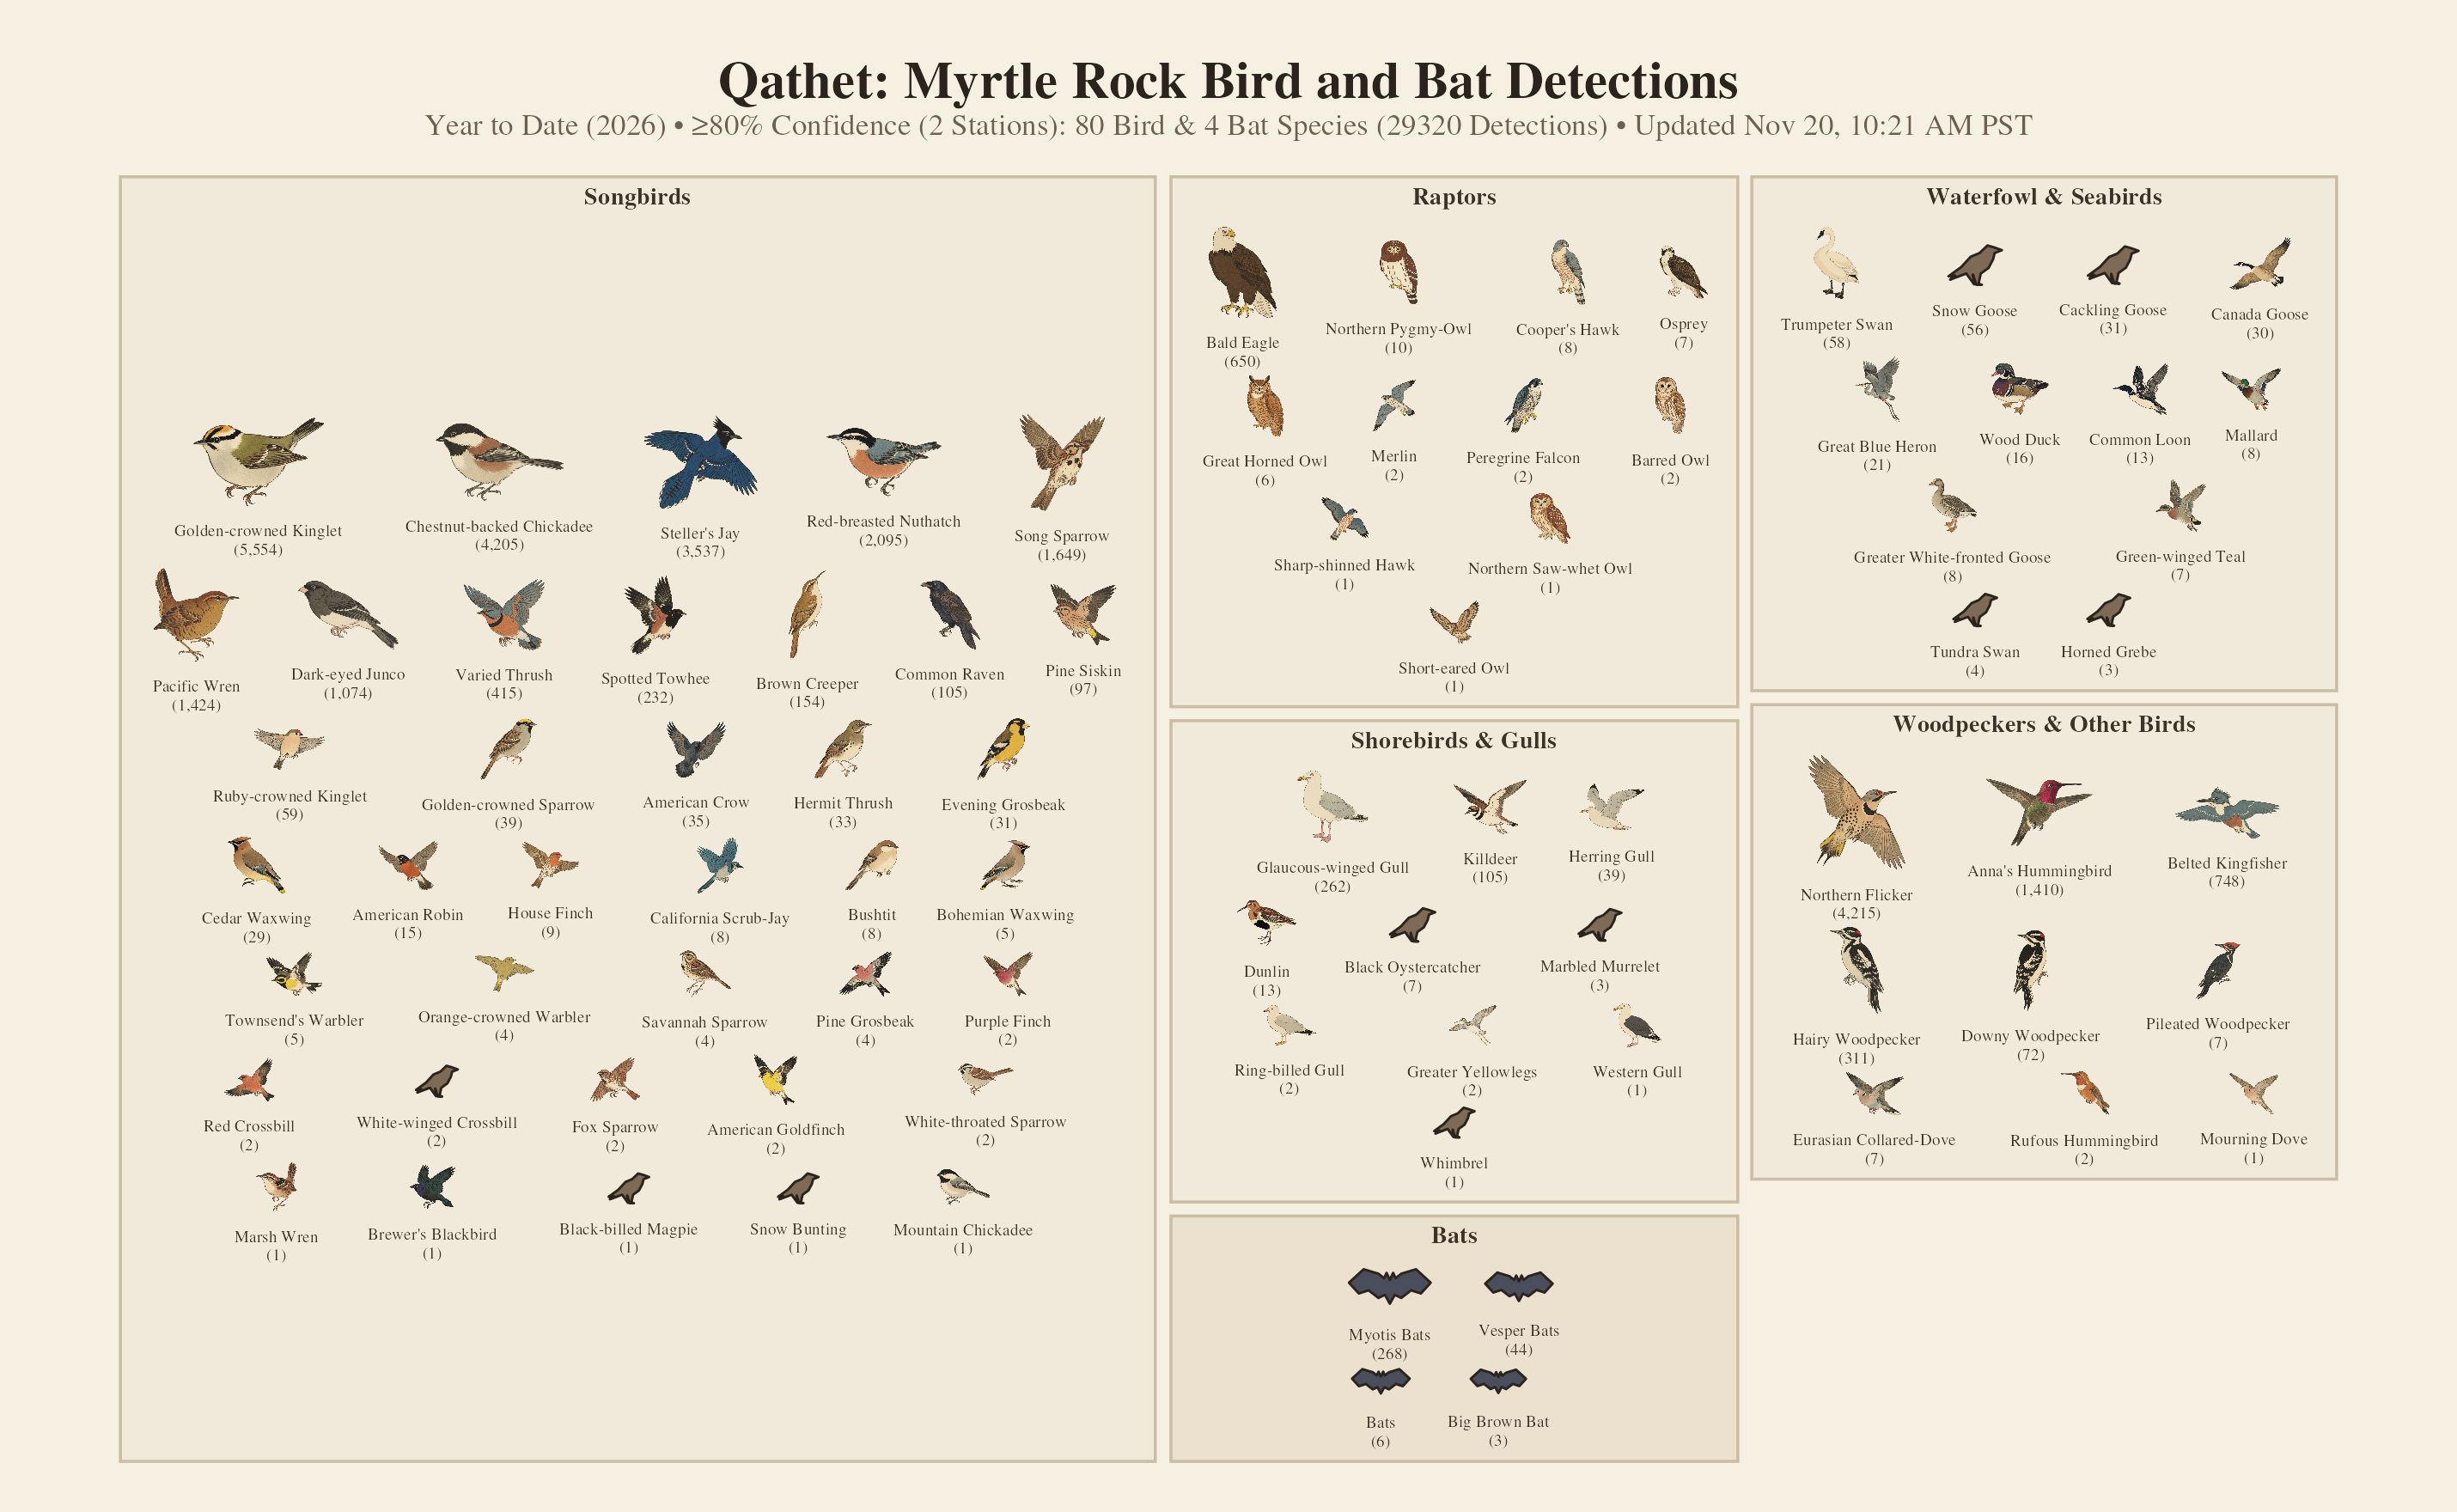 Qathet: Myrtle Rock Bird and Bat Detections
Year to Date (2026) • ≥80% Confidence (2 Stations): 80 Bird & 4 Bat Species (29320 Detections) • Updated Nov 20, 10:21 AM PST
Songbirds
Golden-crowned Kinglet
(5,554)
Chestnut-backed Chickadee
(4,205)
Steller's Jay
(3,537)
Red-breasted Nuthatch
(2,095)
Song Sparrow
(1,649)
Pacific Wren
(1,424)
Dark-eyed Junco
(1,074)
Varied Thrush
(415)
Spotted Towhee
(232)
Brown Creeper
(154)
Common Raven
(105)
Pine Siskin
(97)
Ruby-crowned Kinglet
(59)
Golden-crowned Sparrow
(39)
American Crow
(35)
Hermit Thrush
(33)
Evening Grosbeak
(31)
Cedar Waxwing
(29)
American Robin
(15)
House Finch
(9)
California Scrub-Jay
(8)
Bushtit
(8)
Bohemian Waxwing
(5)
Townsend's Warbler
(5)
Orange-crowned Warbler
(4)
Savannah Sparrow
(4)
Pine Grosbeak
(4)
Purple Finch
(2)
Red Crossbill
(2)
White-winged Crossbill
(2)
Fox Sparrow
(2)
American Goldfinch
(2)
White-throated Sparrow
(2)
Marsh Wren
(1)
Brewer's Blackbird
(1)
Black-billed Magpie
(1)
Snow Bunting
(1)
Mountain Chickadee
(1)
Raptors
Bald Eagle
(650)
Northern Pygmy-Owl
(10)
Cooper's Hawk
(8)
Osprey
(7)
Great Horned Owl
(6)
Merlin
(2)
Peregrine Falcon
(2)
Barred Owl
(2)
Sharp-shinned Hawk
(1)
Northern Saw-whet Owl
(1)
Short-eared Owl
(1)
Shorebirds & Gulls
Glaucous-winged Gull
(262)
Killdeer
(105)
Herring Gull
(39)
Dunlin
(13)
Black Oystercatcher
(7)
Marbled Murrelet
(3)
Ring-billed Gull
(2)
Greater Yellowlegs
(2)
Western Gull
(1)
Whimbrel
(1)
Bats
Myotis Bats
(268)
Vesper Bats
(44)
Bats
(6)
Big Brown Bat
(3)
Waterfowl & Seabirds
Trumpeter Swan
(58)
Snow Goose
(56)
Cackling Goose
(31)
Canada Goose
(30)
Great Blue Heron
(21)
Wood Duck
(16)
Common Loon
(13)
Mallard
(8)
Greater White-fronted Goose
(8)
Green-winged Teal
(7)
Tundra Swan
(4)
Horned Grebe
(3)
Woodpeckers & Other Birds
Northern Flicker
(4,215)
Anna's Hummingbird
(1,410)
Belted Kingfisher
(748)
Hairy Woodpecker
(311)
Downy Woodpecker
(72)
Pileated Woodpecker
(7)
Eurasian Collared-Dove
(7)
Rufous Hummingbird
(2)
Mourning Dove
(1)